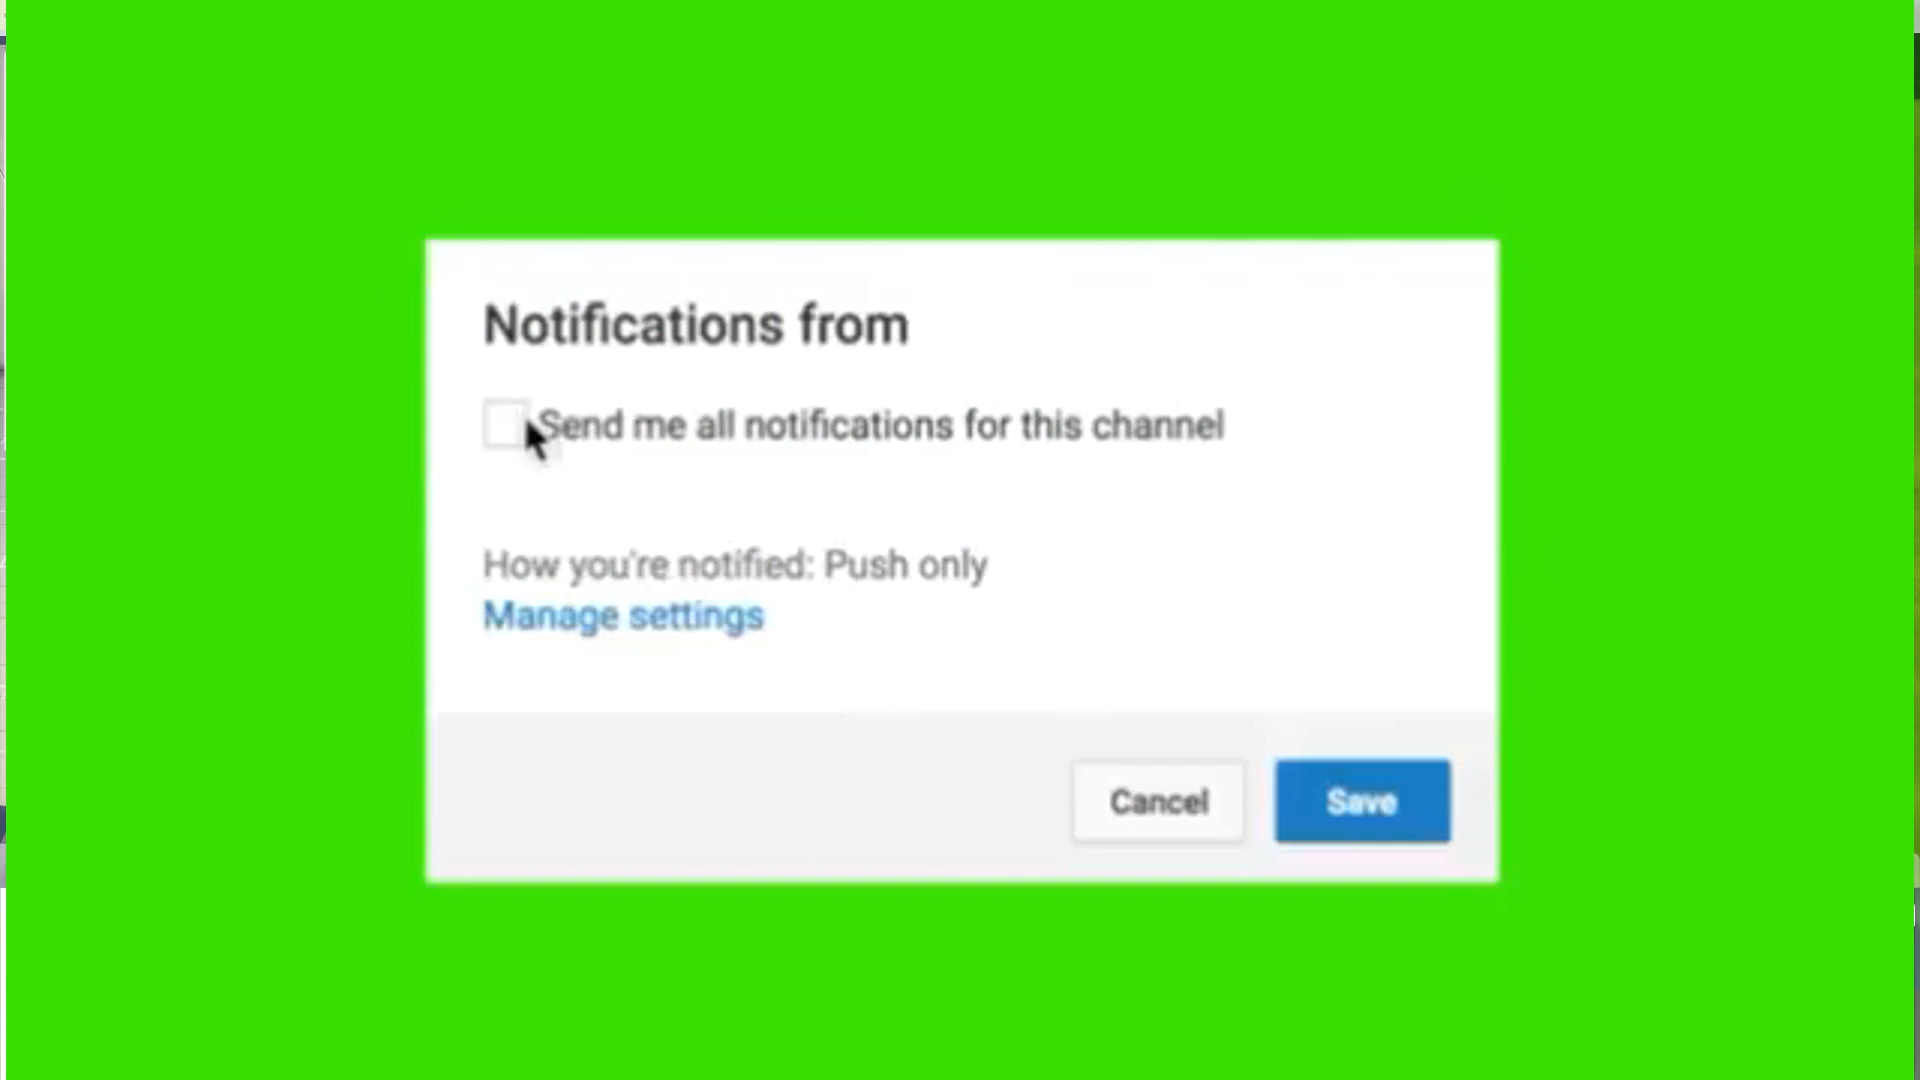 Notifications from
Send me all notifications for this channel
How you're notified: Push only
Manage settings
Cancel
Save